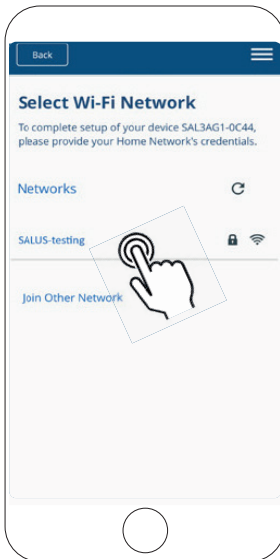 Back
Select Wi-Fi Network
To complete setup of your device SAL3AG1-0C44,
please provide your Home Network's credentials.
Networks
SALUS-testing
Join Other Network